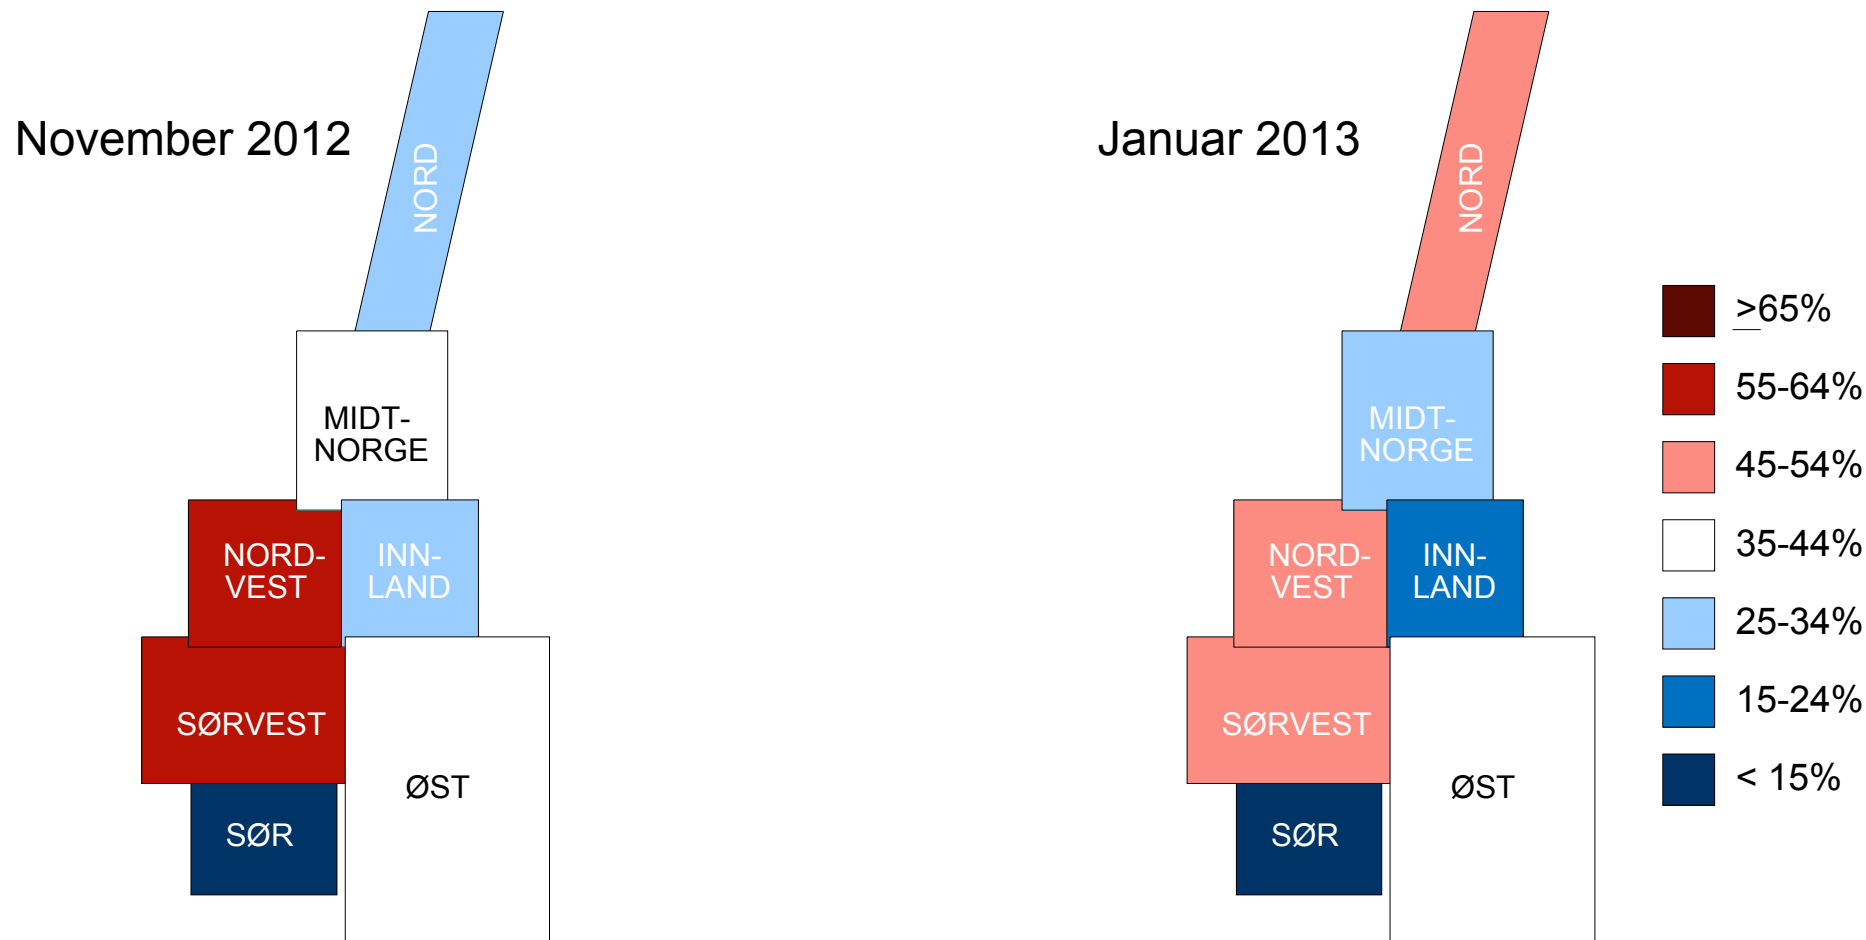 November 2012
NORD
MIDT-
NORGE
NORD-
VEST
INN-
LAND
SØRVEST
ØST
SØR
Januar 2013
NORD
MIDT-
NORGE
NORD-
VEST
INN-
LAND
SØRVEST
ØST
SØR
≥65%
55-64%
45-54%
35-44%
25-34%
15-24%
< 15%